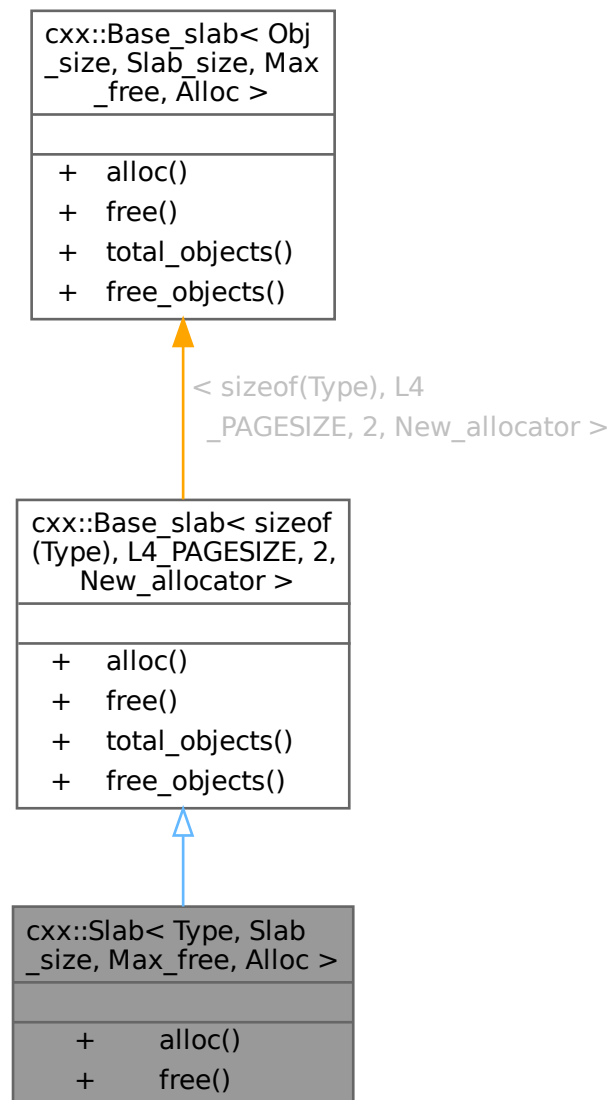 cxx::Base_slab< Obj
_size, Slab_size, Max
_free, Alloc >
+ alloc()
+ free()
+ total_objects()
+ free_objects()
< sizeof(Type), L4
_PAGESIZE, 2, New_allocator >
cxx::Base_slab< sizeof
(Type), L4_PAGESIZE, 2,
New_allocator >
+ alloc()
+ free()
+ total_objects()
+ free_objects()
cxx::Slab< Type, Slab
_size, Max_free, Alloc >
+ alloc()
+ free()